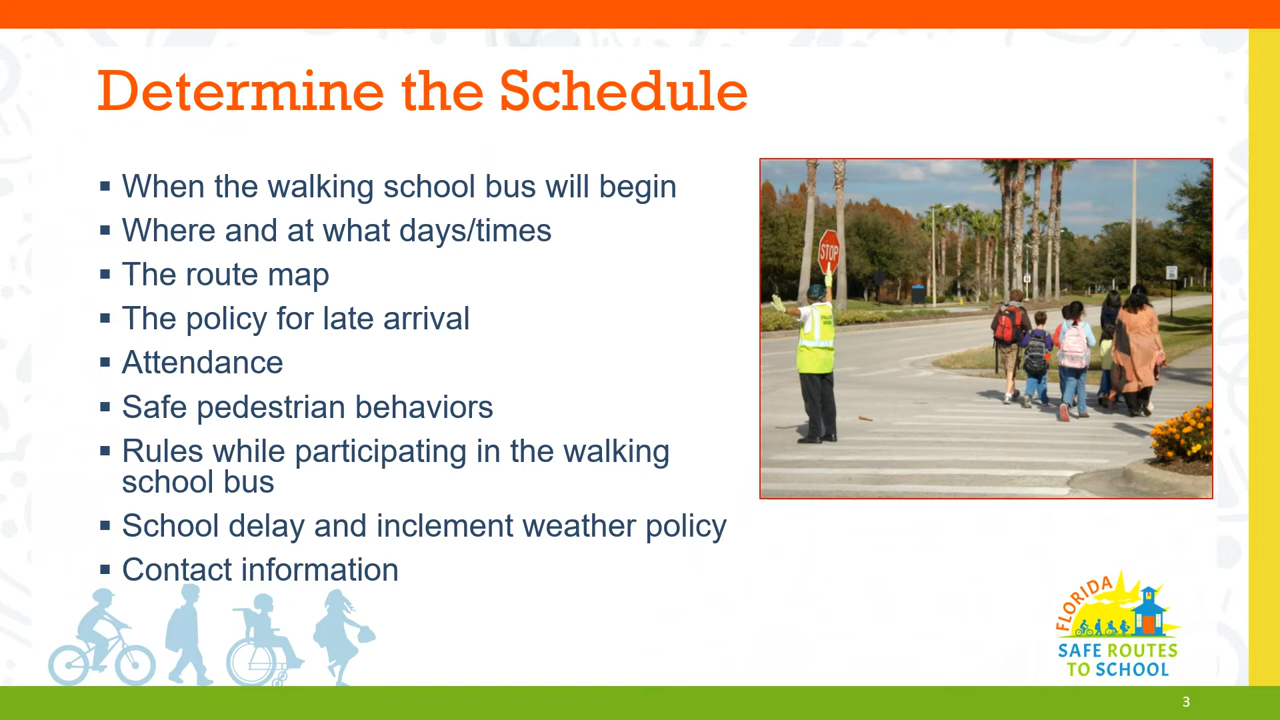 Determine the Schedule
▪ When the walking school bus will begin
▪ Where and at what days/times
▪ The route map
▪ The policy for late arrival
▪ Attendance
▪ Safe pedestrian behaviors
▪ Rules while participating in the walking
school bus
▪ School delay and inclement weather policy
▪ Contact information
STOP
FLORIDA
SAFE ROUTES
TO SCHOOL
3